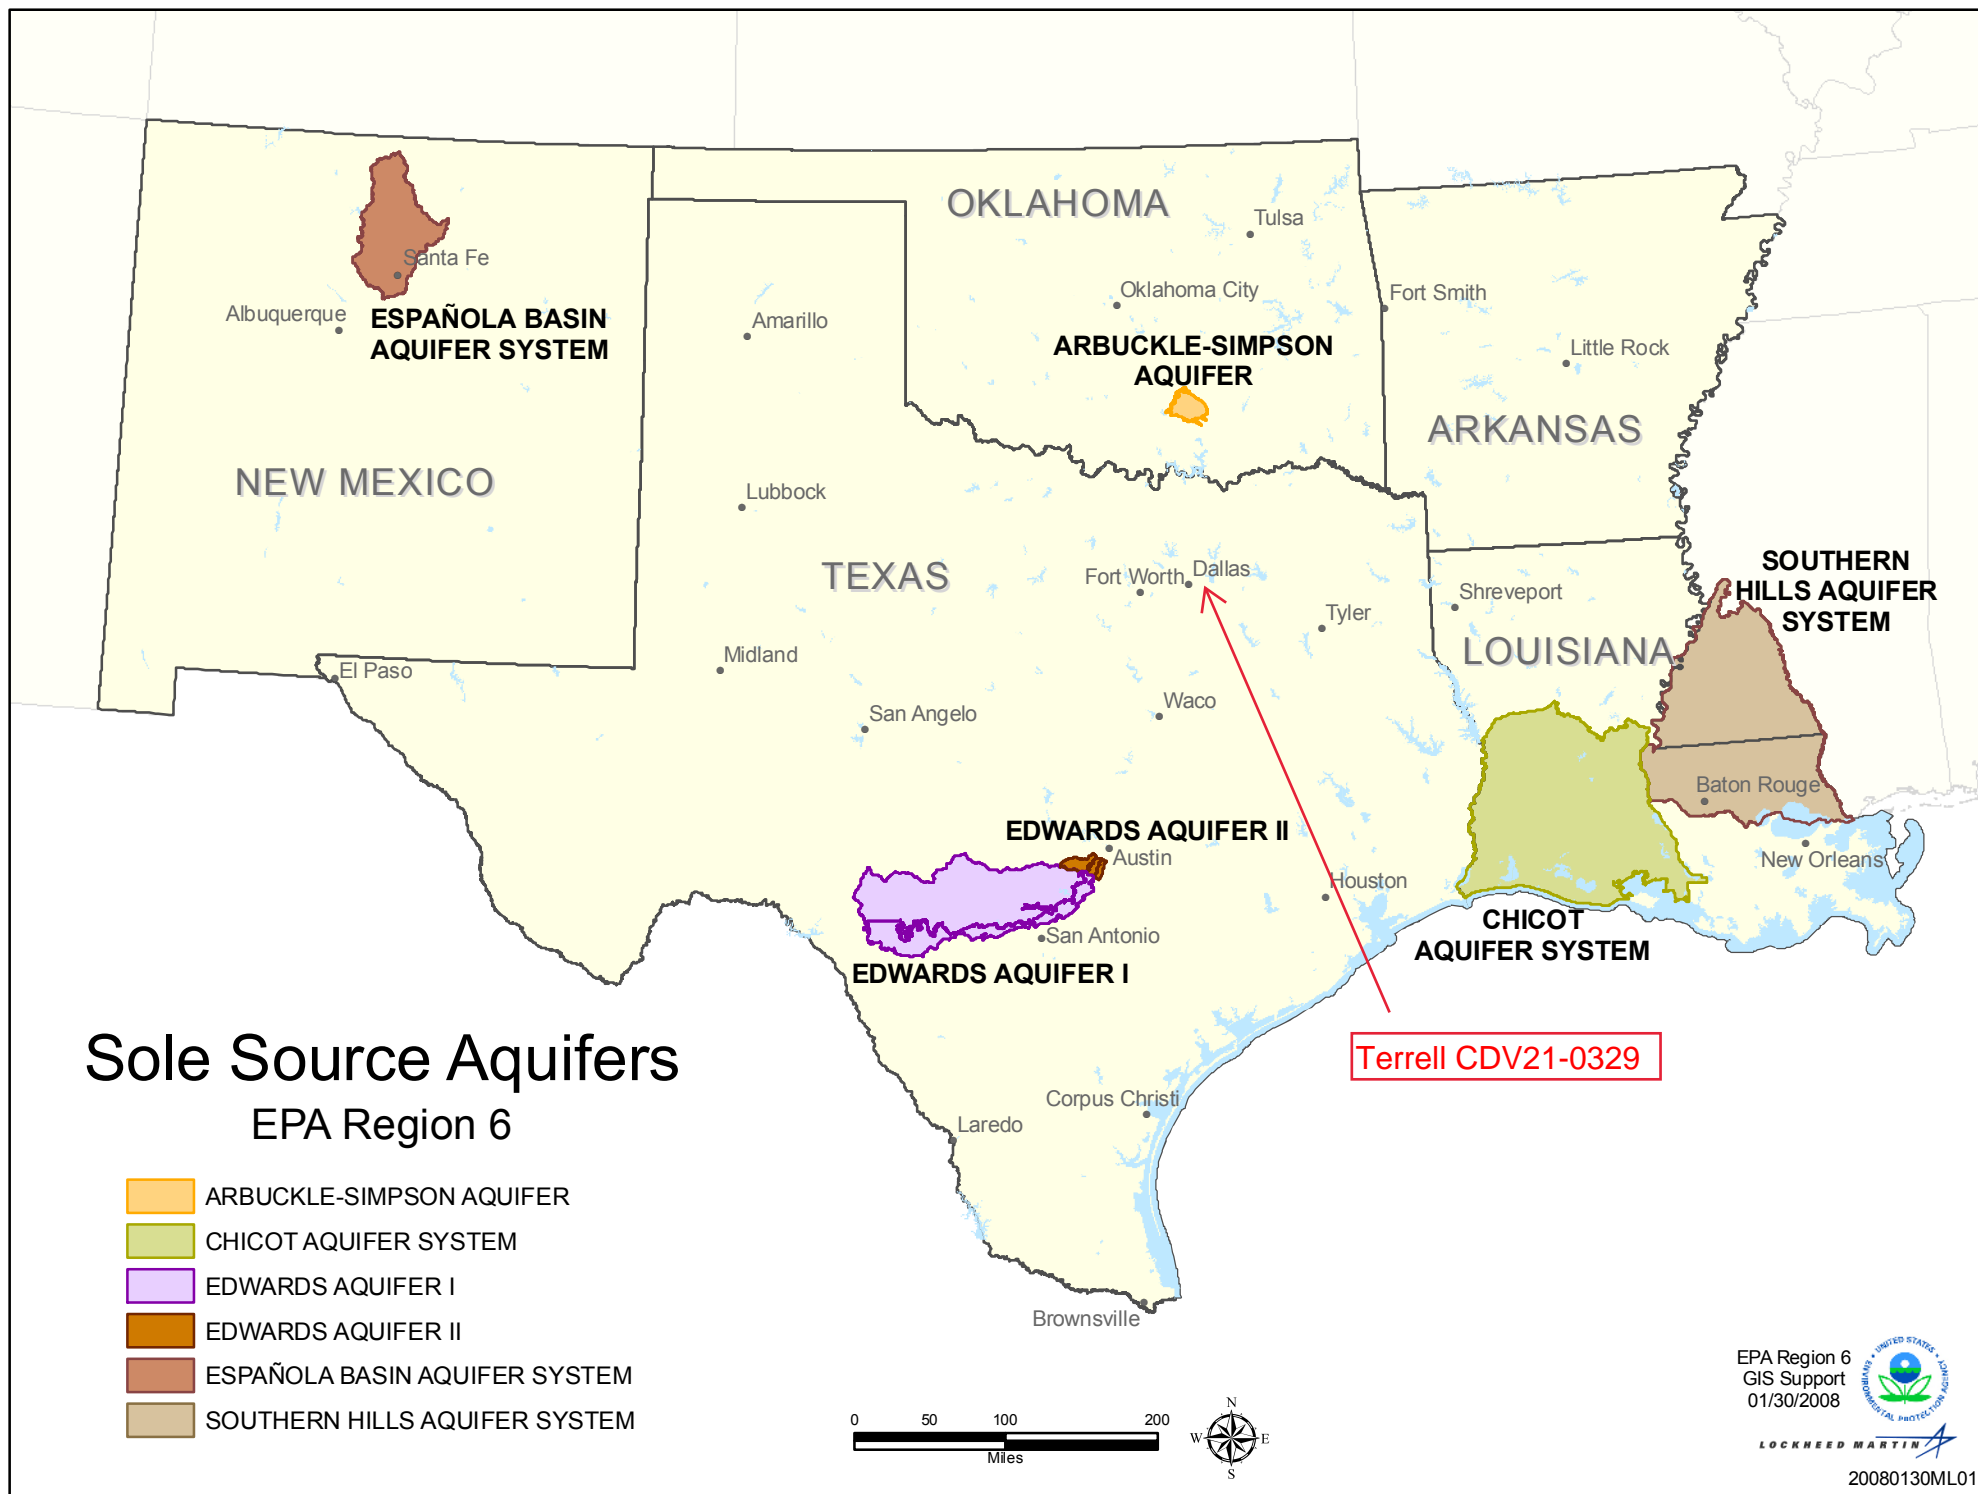 OKLAHOMA
Tulsa
Santa Fe
Oklahoma City
Fort Smith
Albuquerque
ESPAÑOLA BASIN
AQUIFER SYSTEM
Amarillo
ARBUCKLE-SIMPSON
AQUIFER
Little Rock
ARKANSAS
NEW MEXICO
Lubbock
TEXAS
Fort Worth
Dallas
SOUTHERN
HILLS AQUIFER
SYSTEM
Shreveport
Tyler
LOUISIANA
El Paso
Midland
San Angelo
Waco
Baton Rouge
EDWARDS AQUIFER II
Austin
New Orleans
Houston
San Antonio
CHICOT
AQUIFER SYSTEM
EDWARDS AQUIFER I
Terrell CDV21-0329
Corpus Christi
Laredo
Brownsville
Sole Source Aquifers
EPA Region 6
ARBUCKLE-SIMPSON AQUIFER
CHICOT AQUIFER SYSTEM
EDWARDS AQUIFER I
EDWARDS AQUIFER II
ESPAÑOLA BASIN AQUIFER SYSTEM
SOUTHERN HILLS AQUIFER SYSTEM
0 50 100 200
Miles
N
W E
S
EPA Region 6
GIS Support
01/30/2008
UNITED STATES
ENVIRONMENTAL PROTECTION AGENCY
LOCKHEED MARTIN
20080130ML01